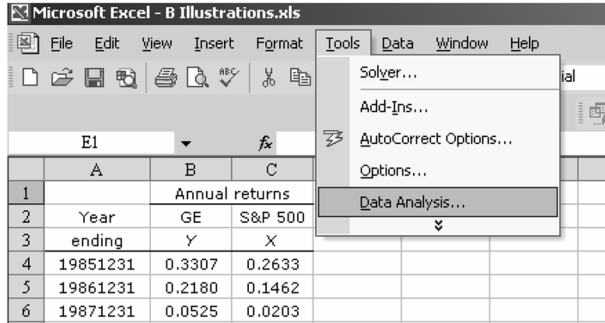 Microsoft Excel - B Illustrations.xls
File Edit View Insert Format Tools Data Window Help
ABC
Solver...
ial
Add-Ins...
AutoCorrect Options...
Options...
Data Analysis...
E1 fx
A B C
1 Annual returns
2 Year GE S&P 500
3 ending Y X
4 19851231 0.3307 0.2633
5 19861231 0.2180 0.1462
6 19871231 0.0525 0.0203